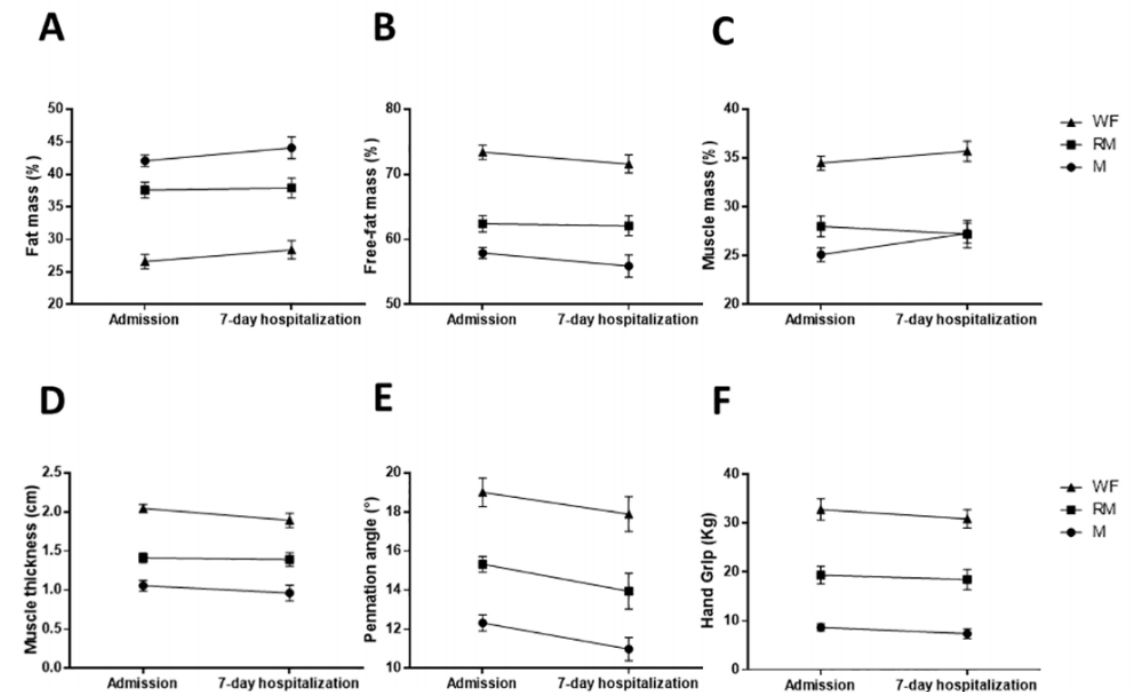 A
B
C
Fat mass (%)
50
45
40
35
30
25
20
Admission
7-day hospitalization
Free-fat mass (%)
80
70
60
50
Admission
7-day hospitalization
Muscle mass (%)
40
35
30
25
20
Admission
7-day hospitalization
WF
RM
M
D
E
F
Muscle thickness (cm)
2.5
2.0
1.5
1.0
0.5
0.0
Admission
7-day hospitalization
Pennation angle (°)
20
18
16
14
12
10
Admission
7-day hospitalization
Hand Grip (Kg)
40
30
20
10
0
Admission
7-day hospitalization
WF
RM
M